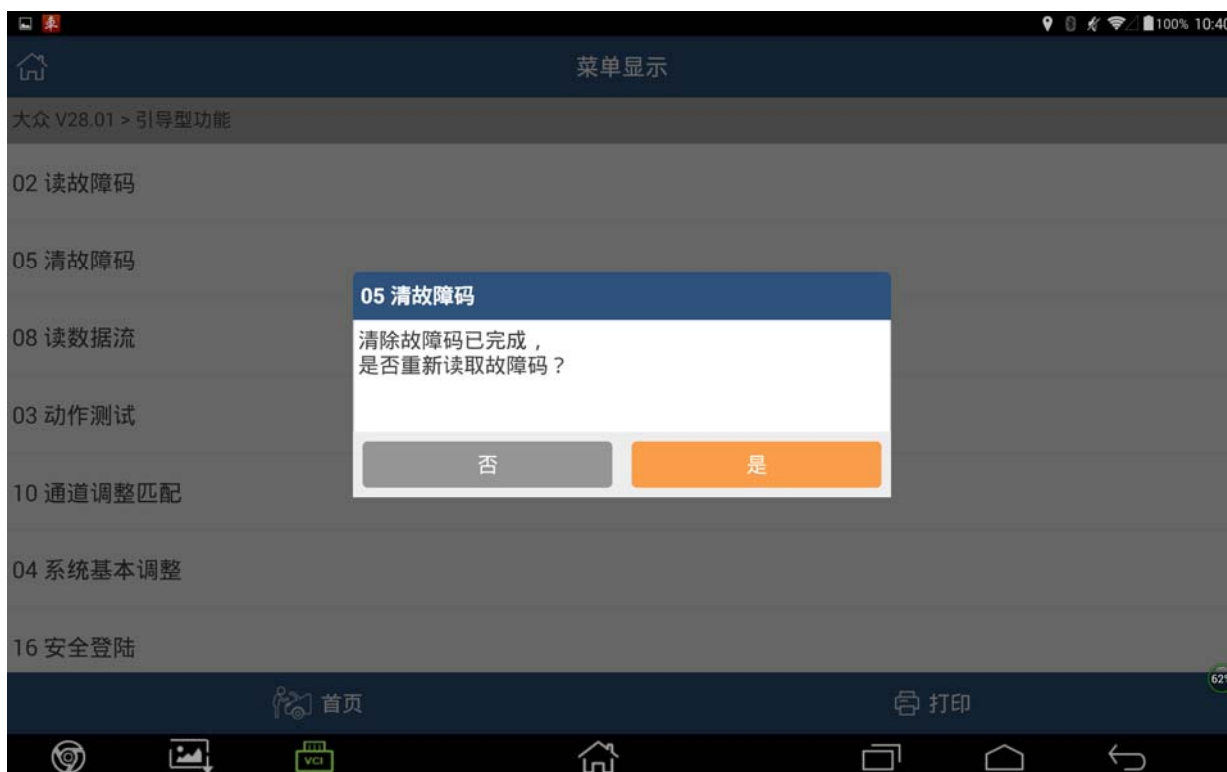 車
100% 10:40
菜单显示
大众 V28.01 > 引导型功能
02 读故障码
05 清故障码
08 读数据流
03 动作测试
10 通道调整匹配
04 系统基本调整
16 安全登陆
05 清故障码
清除故障码已完成，
是否重新读取故障码？
否
是
首页
打印
62%
VCI